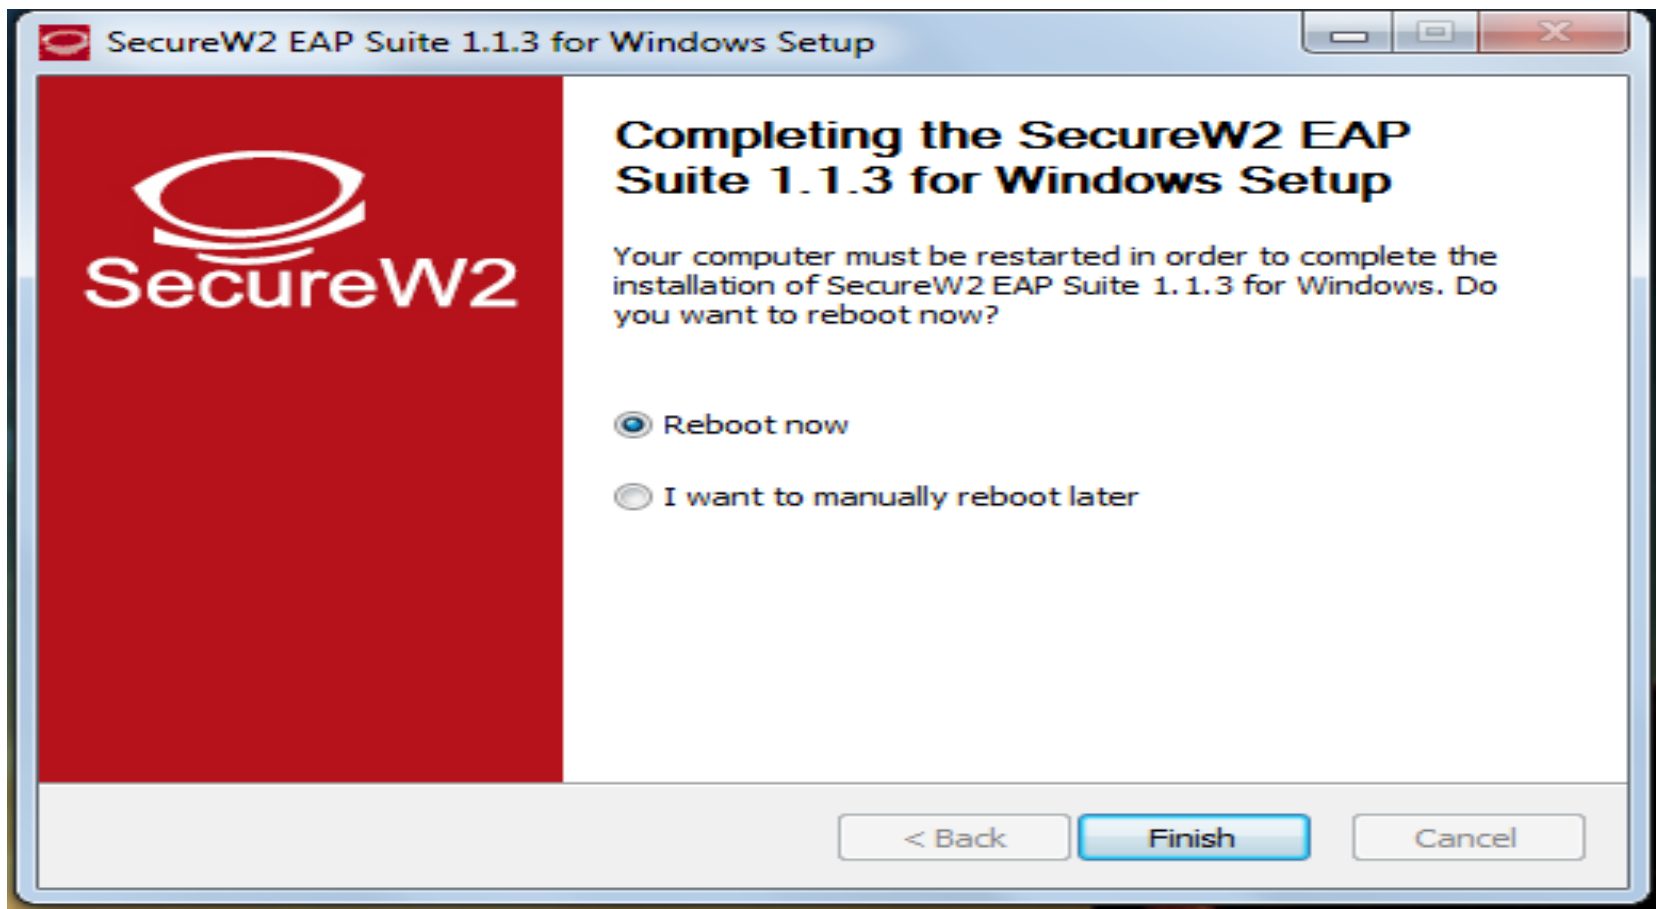 SecureW2 EAP Suite 1.1.3 for Windows Setup
SecureW2
Completing the SecureW2 EAP
Suite 1.1.3 for Windows Setup
Your computer must be restarted in order to complete the
installation of SecureW2 EAP Suite 1.1.3 for Windows. Do
you want to reboot now?
Reboot now
I want to manually reboot later
< Back Finish Cancel